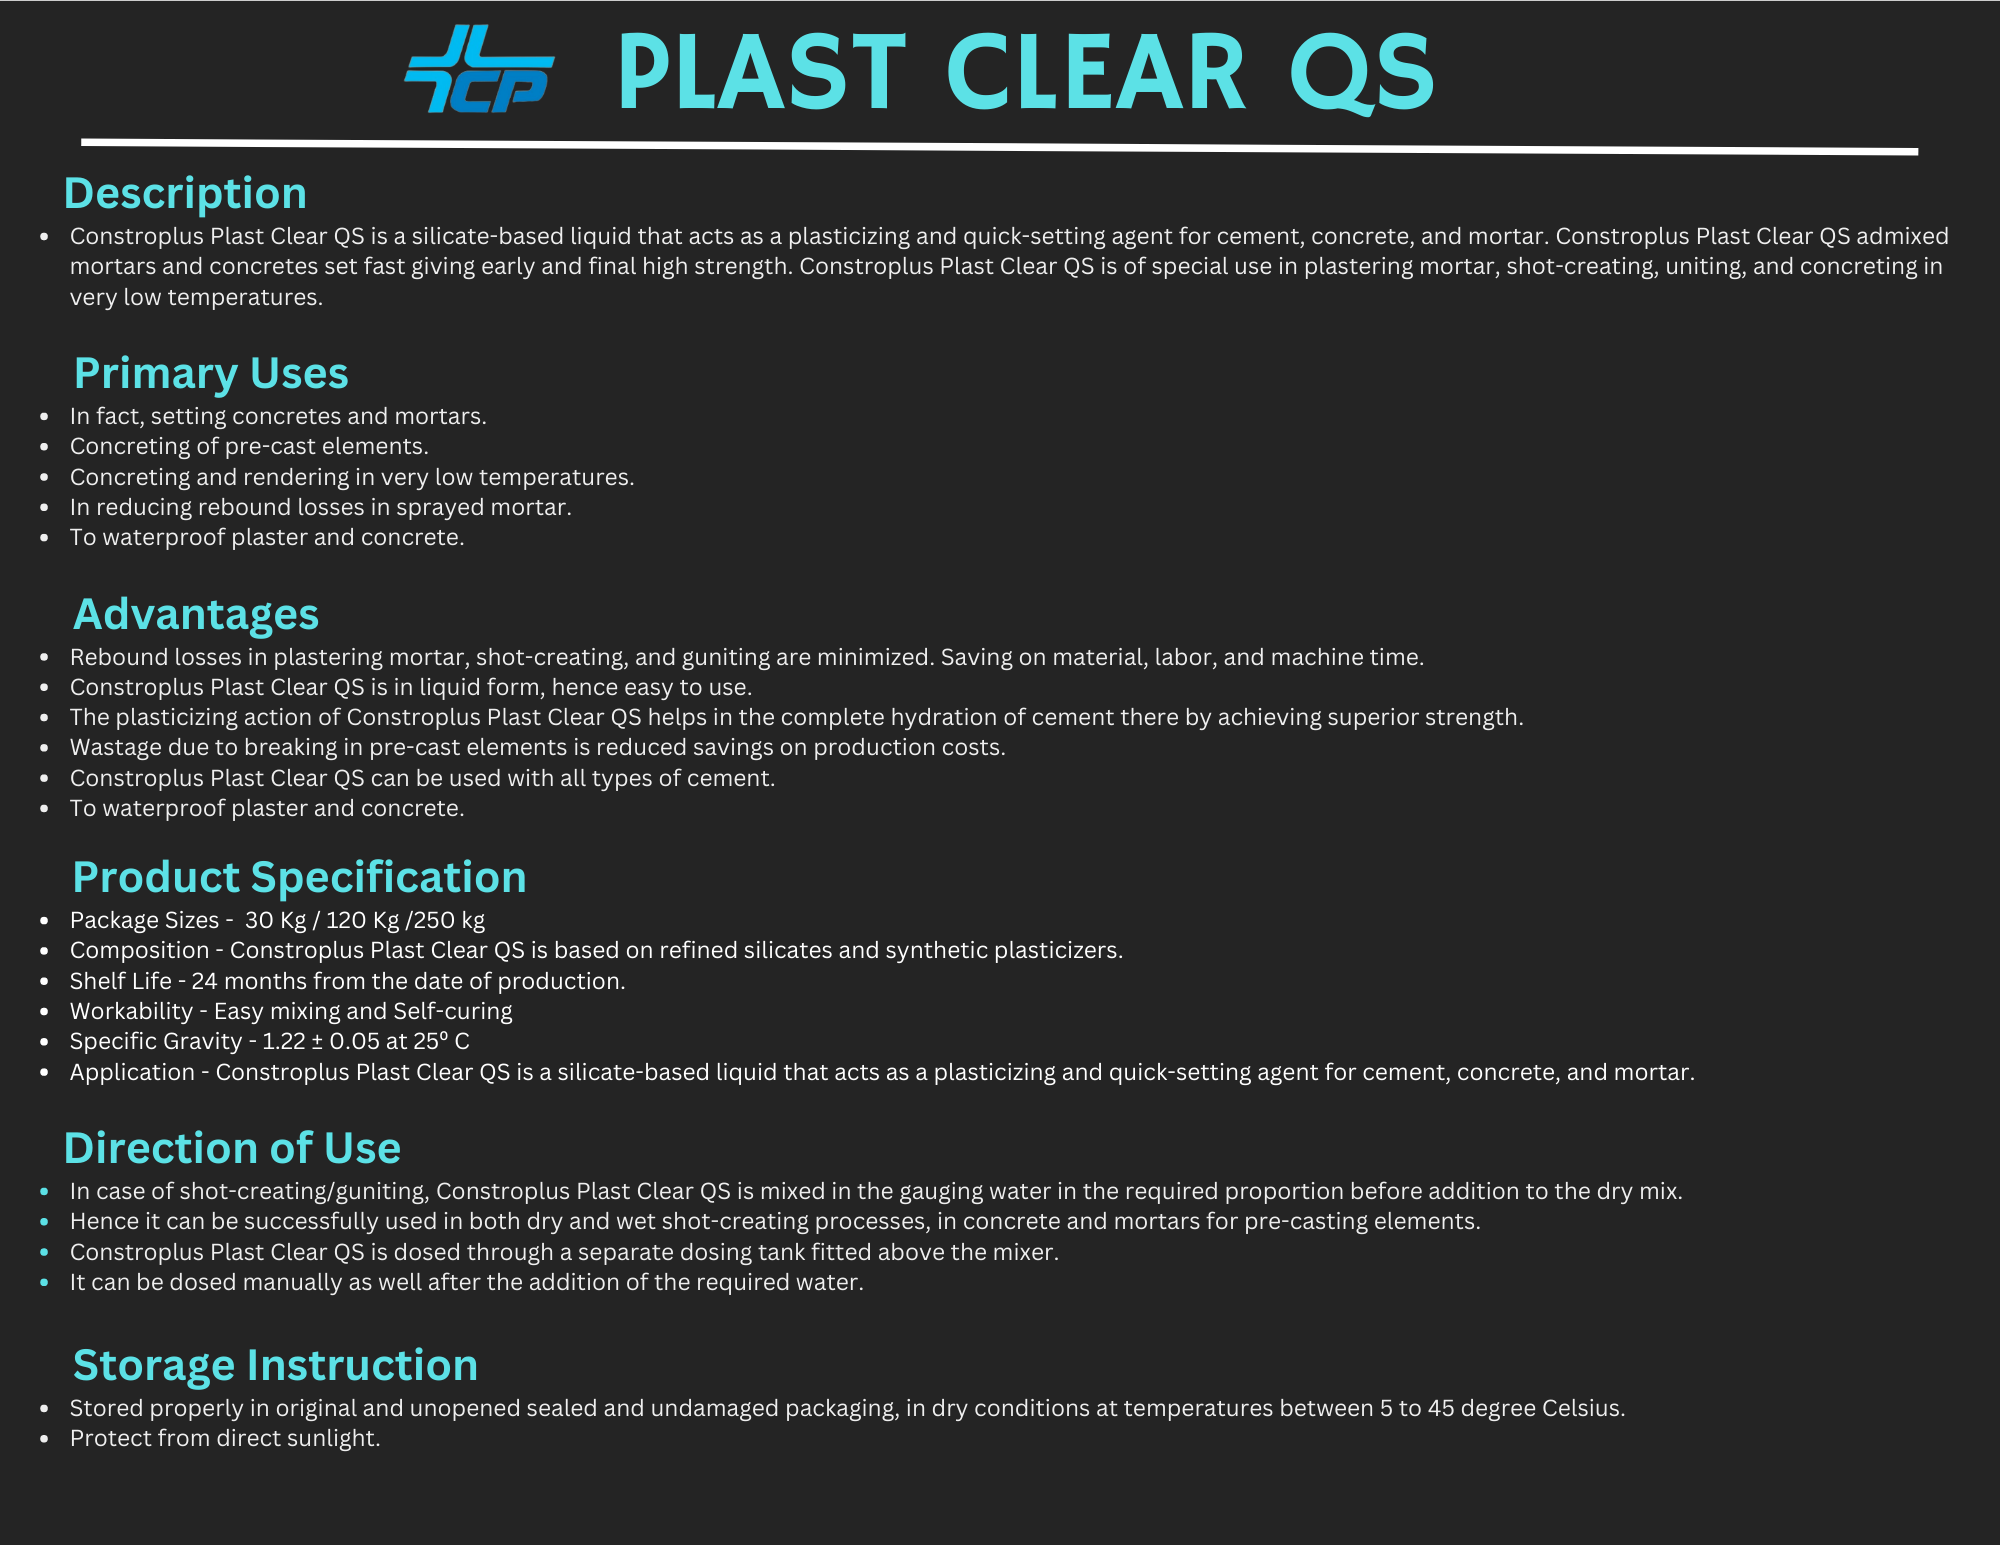 CP PLAST CLEAR QS
Description
• Constroplus Plast Clear QS is a silicate-based liquid that acts as a plasticizing and quick-setting agent for cement, concrete, and mortar. Constroplus Plast Clear QS admixed
mortars and concretes set fast giving early and final high strength. Constroplus Plast Clear QS is of special use in plastering mortar, shot-creating, uniting, and concreting in
very low temperatures.
Primary Uses
• In fact, setting concretes and mortars.
• Concreting of pre-cast elements.
• Concreting and rendering in very low temperatures.
• In reducing rebound losses in sprayed mortar.
• To waterproof plaster and concrete.
Advantages
• Rebound losses in plastering mortar, shot-creating, and guniting are minimized. Saving on material, labor, and machine time.
• Constroplus Plast Clear QS is in liquid form, hence easy to use.
• The plasticizing action of Constroplus Plast Clear QS helps in the complete hydration of cement there by achieving superior strength.
• Wastage due to breaking in pre-cast elements is reduced savings on production costs.
• Constroplus Plast Clear QS can be used with all types of cement.
• To waterproof plaster and concrete.
Product Specification
• Package Sizes - 30 Kg / 120 Kg /250 kg
• Composition - Constroplus Plast Clear QS is based on refined silicates and synthetic plasticizers.
• Shelf Life - 24 months from the date of production.
• Workability - Easy mixing and Self-curing
• Specific Gravity - 1.22 ± 0.05 at 25⁰ C
• Application - Constroplus Plast Clear QS is a silicate-based liquid that acts as a plasticizing and quick-setting agent for cement, concrete, and mortar.
Direction of Use
• In case of shot-creating/guniting, Constroplus Plast Clear QS is mixed in the gauging water in the required proportion before addition to the dry mix.
• Hence it can be successfully used in both dry and wet shot-creating processes, in concrete and mortars for pre-casting elements.
• Constroplus Plast Clear QS is dosed through a separate dosing tank fitted above the mixer.
• It can be dosed manually as well after the addition of the required water.
Storage Instruction
• Stored properly in original and unopened sealed and undamaged packaging, in dry conditions at temperatures between 5 to 45 degree Celsius.
• Protect from direct sunlight.